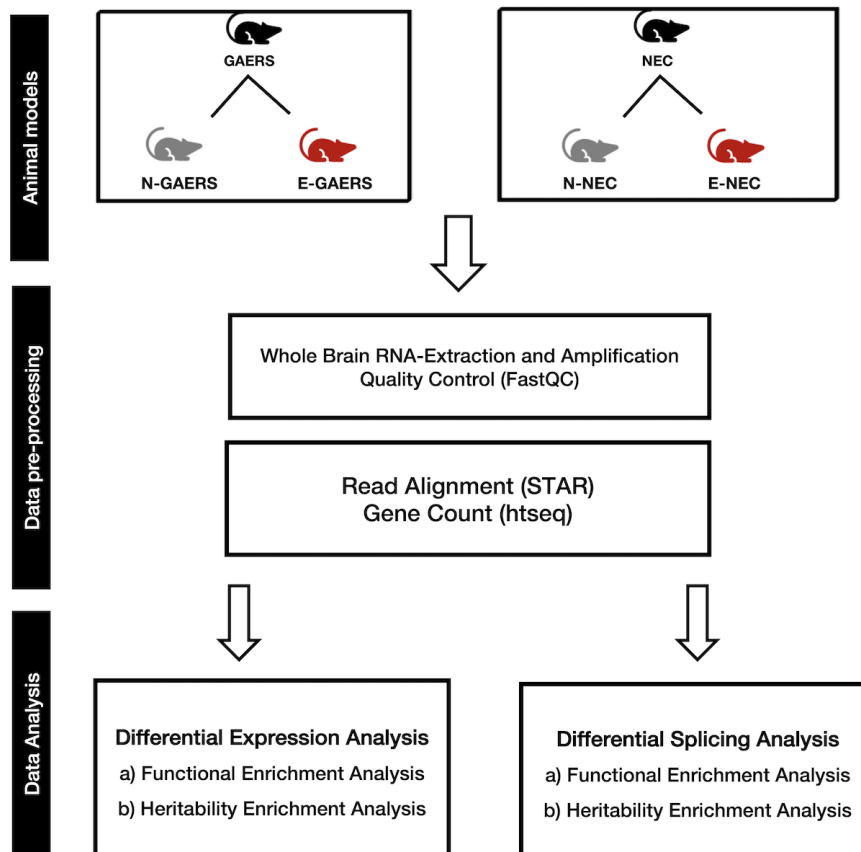 Animal models
GAERS
N-GAERS
E-GAERS
NEC
N-NEC
E-NEC
Data pre-processing
Whole Brain RNA-Extraction and Amplification
Quality Control (FastQC)
Read Alignment (STAR)
Gene Count (htseq)
Data Analysis
Differential Expression Analysis
a) Functional Enrichment Analysis
b) Heritability Enrichment Analysis
Differential Splicing Analysis
a) Functional Enrichment Analysis
b) Heritability Enrichment Analysis